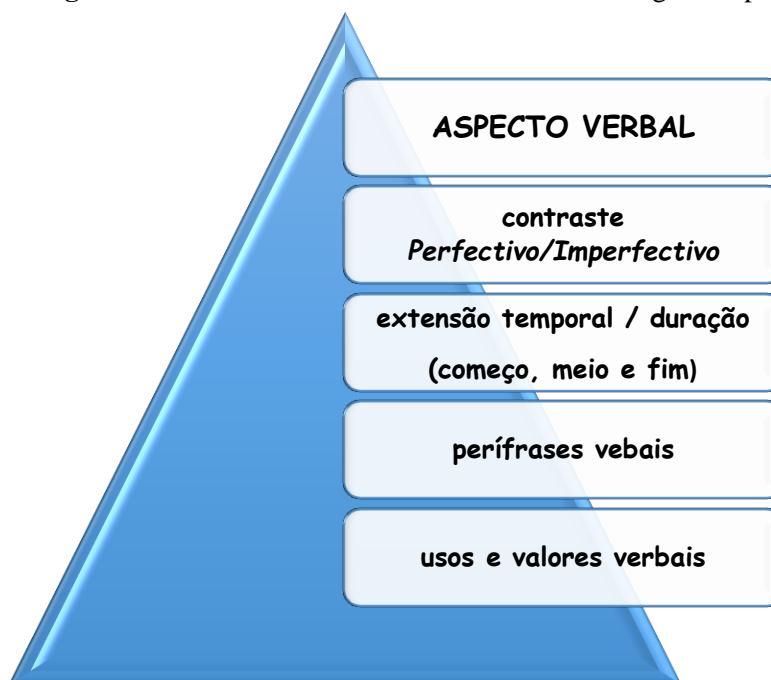 ASPECTO VERBAL
contraste
Perfectivo/Imperfectivo
extensão temporal / duração
(começo, meio e fim)
perífrases vebais
usos e valores verbais